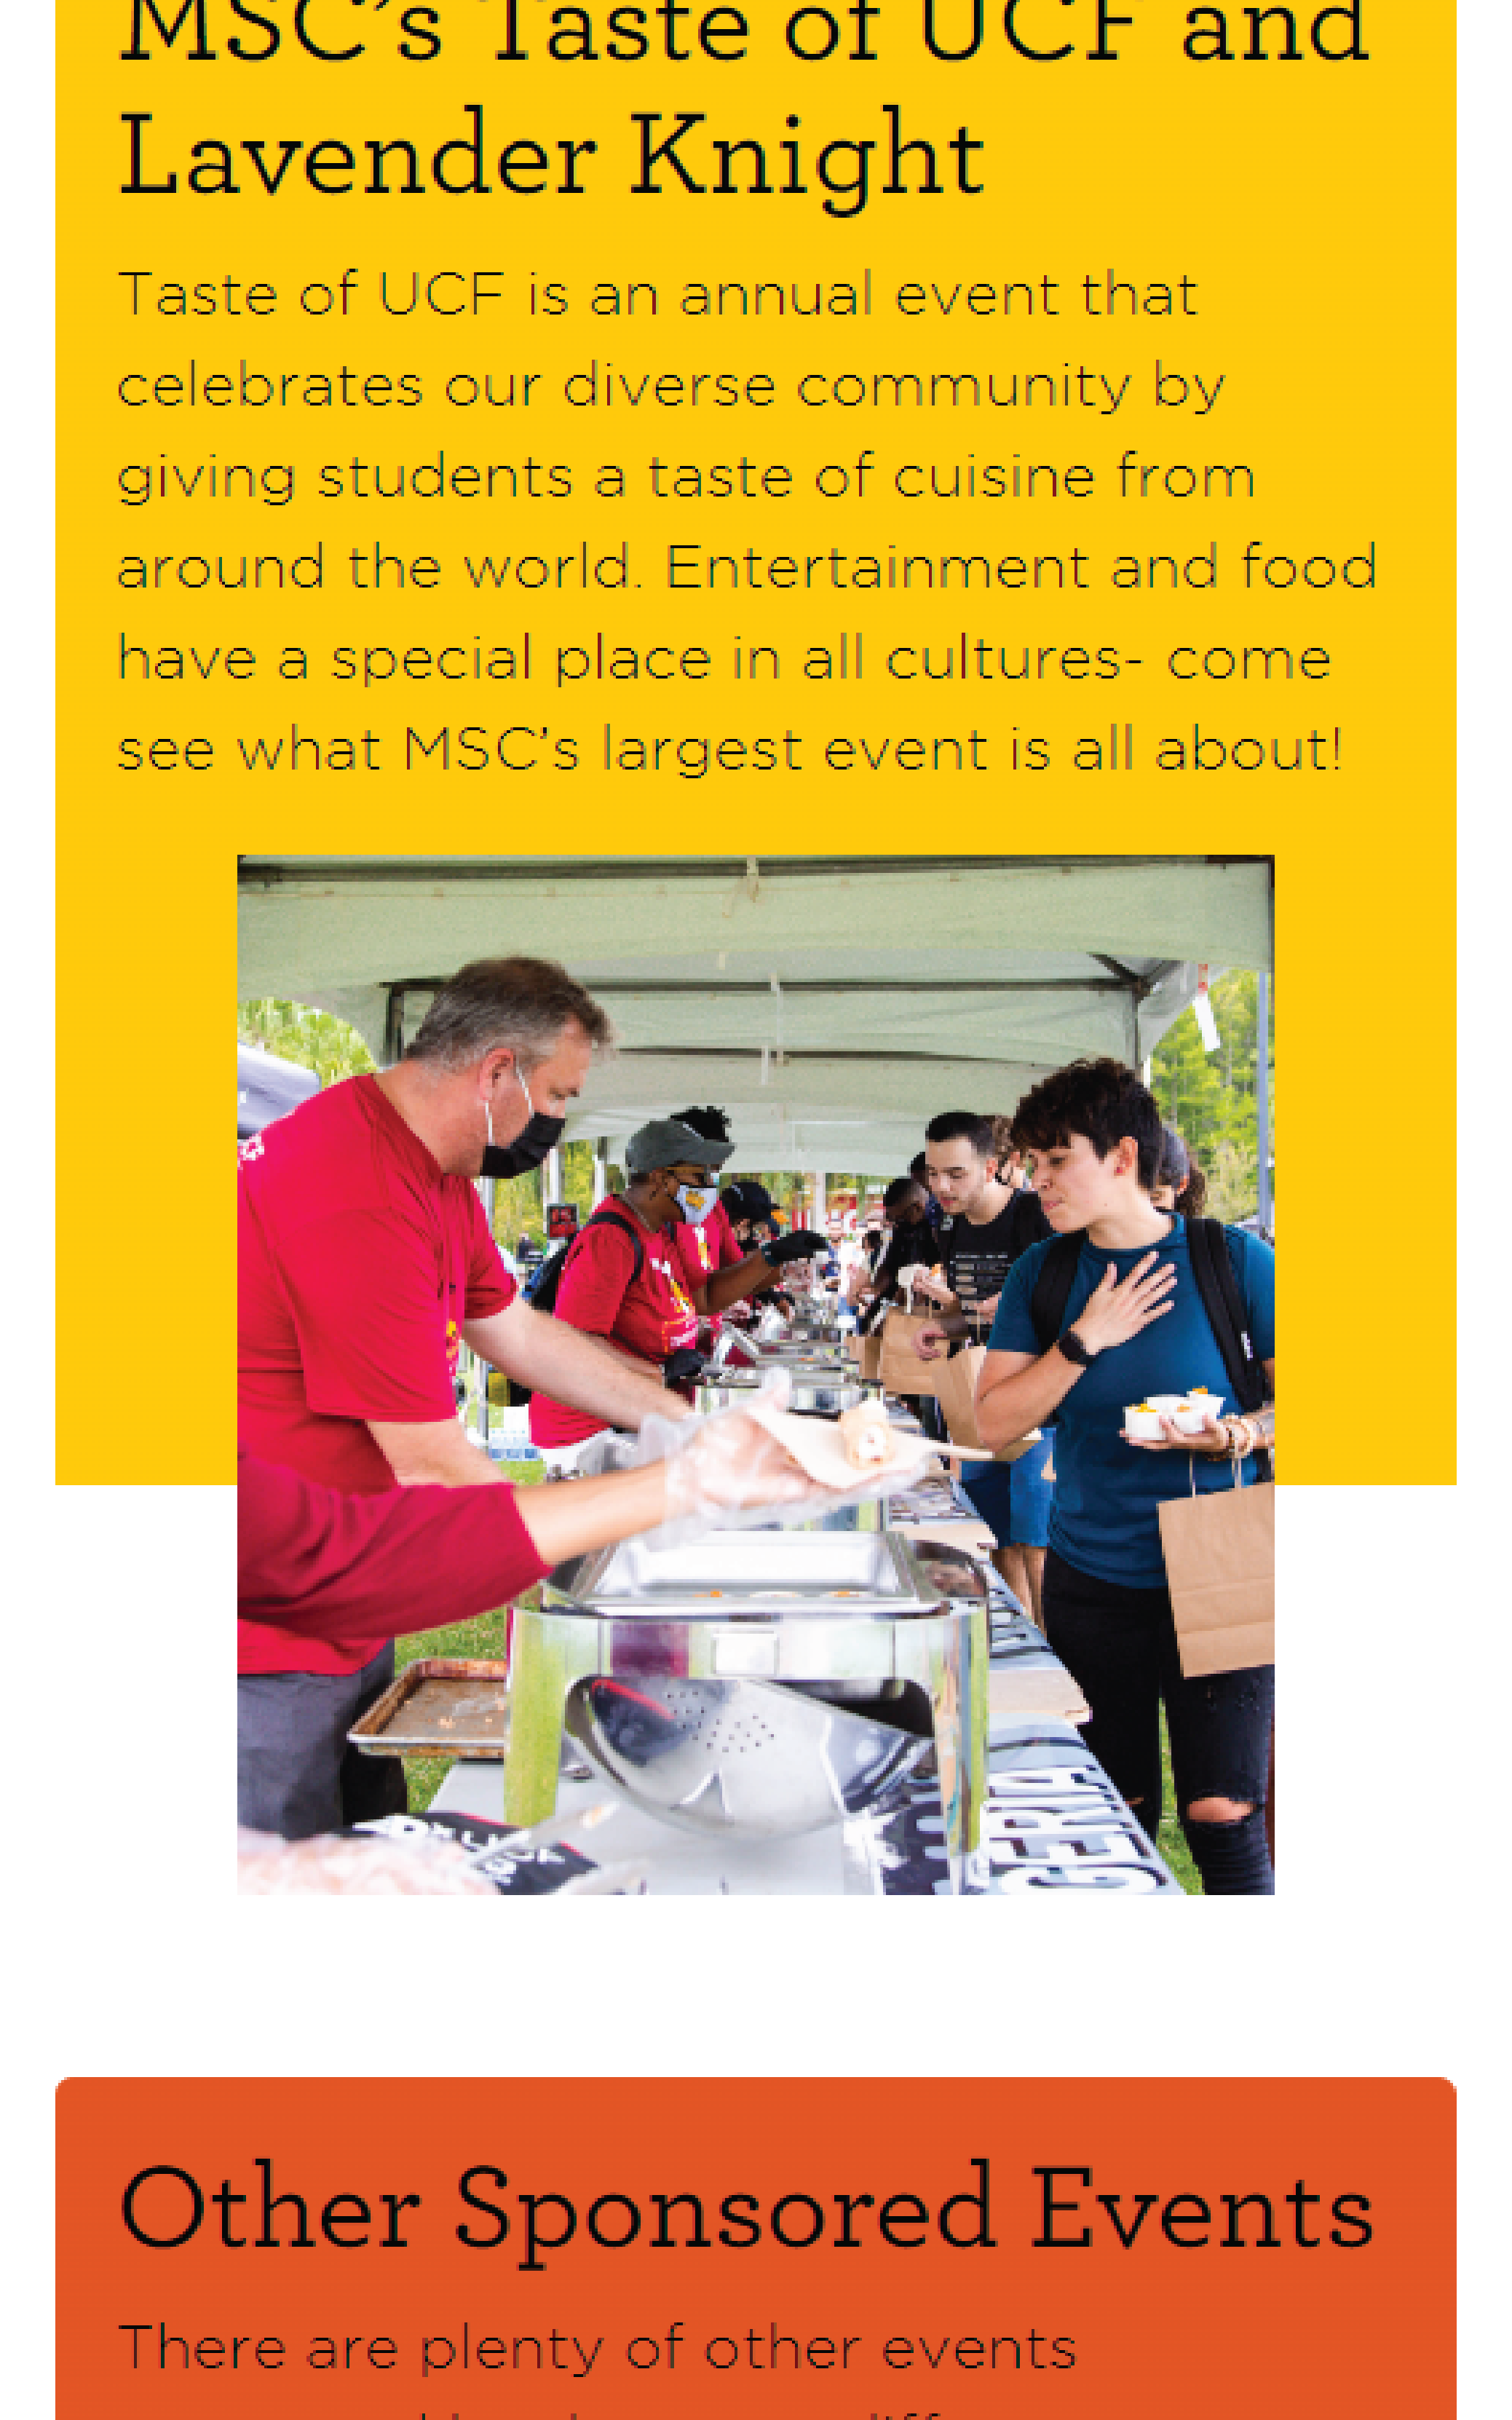 MSC's Taste of UCF and
Lavender Knight
Taste of UCF is an annual event that
celebrates our diverse community by
giving students a taste of cuisine from
around the world. Entertainment and food
have a special place in all cultures- come
see what MSC's largest event is all about!
Other Sponsored Events
There are plenty of other events